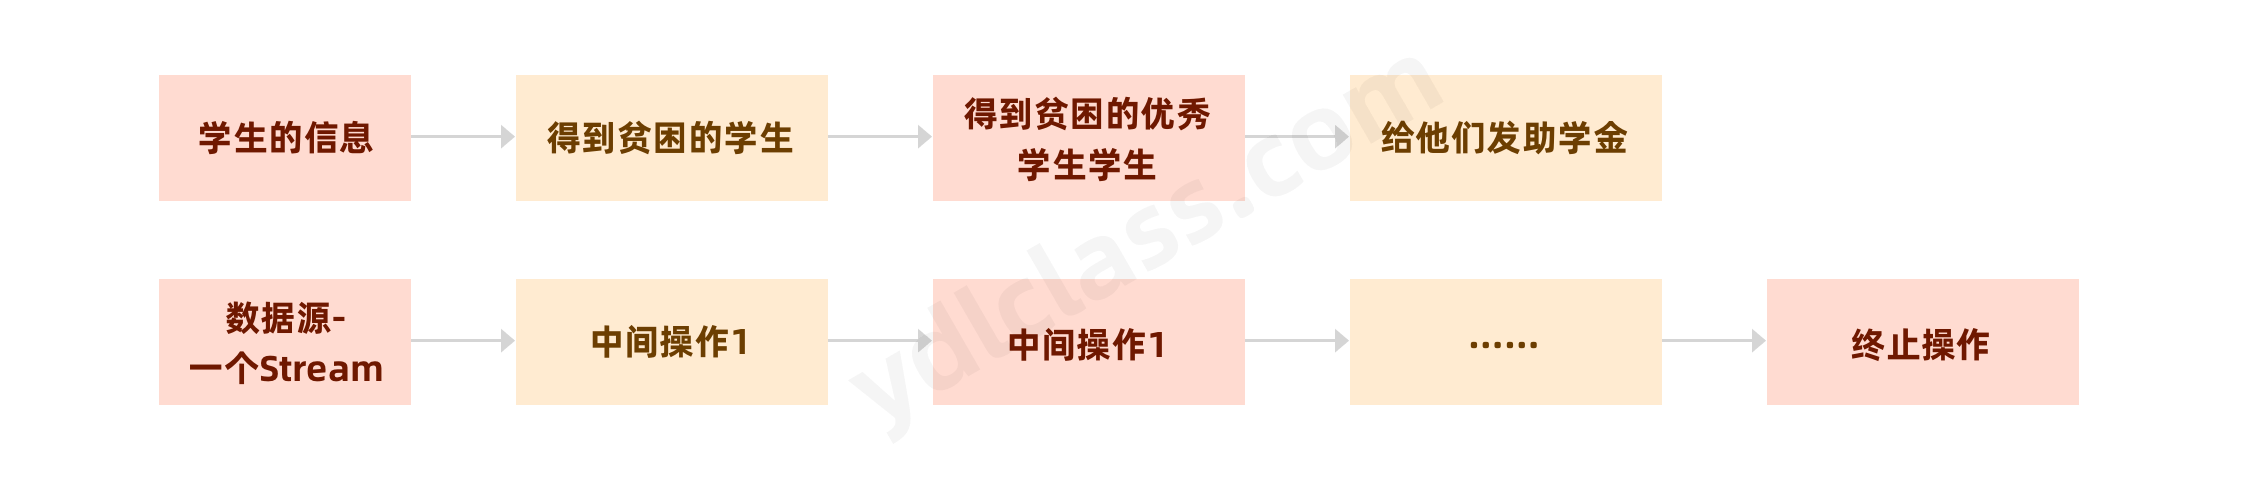 学生的信息
得到贫困的学生
得到贫困的优秀
学生学生
给他们发助学金
数据源-
一个Stream
中间操作1
中间操作1
······
终止操作
ydlclass.com